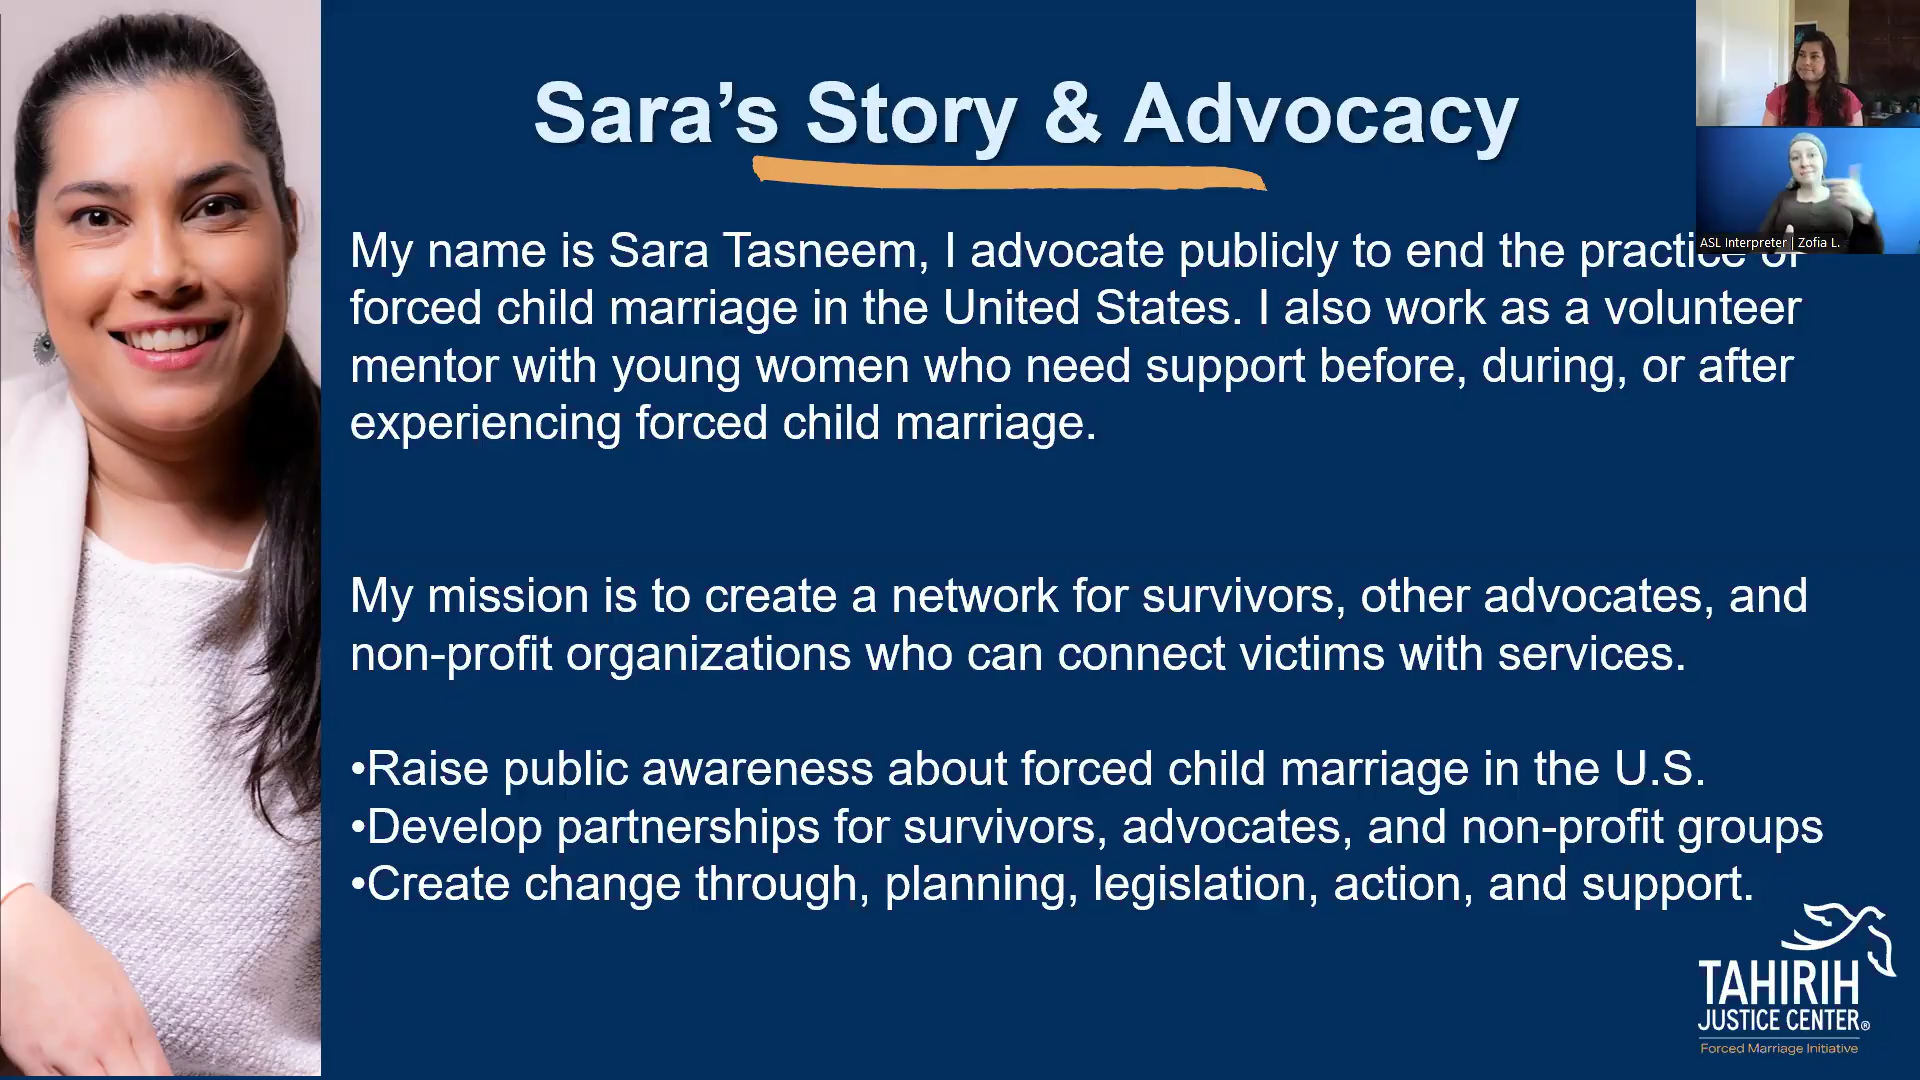 Sara’s Story & Advocacy
ASL Interpreter | Zofia L.
My name is Sara Tasneem, I advocate publicly to end the practice of
forced child marriage in the United States. I also work as a volunteer
mentor with young women who need support before, during, or after
experiencing forced child marriage.
My mission is to create a network for survivors, other advocates, and
non-profit organizations who can connect victims with services.
•Raise public awareness about forced child marriage in the U.S.
•Develop partnerships for survivors, advocates, and non-profit groups
•Create change through, planning, legislation, action, and support.
TAHIRIH
JUSTICE CENTER®
Forced Marriage Initiative